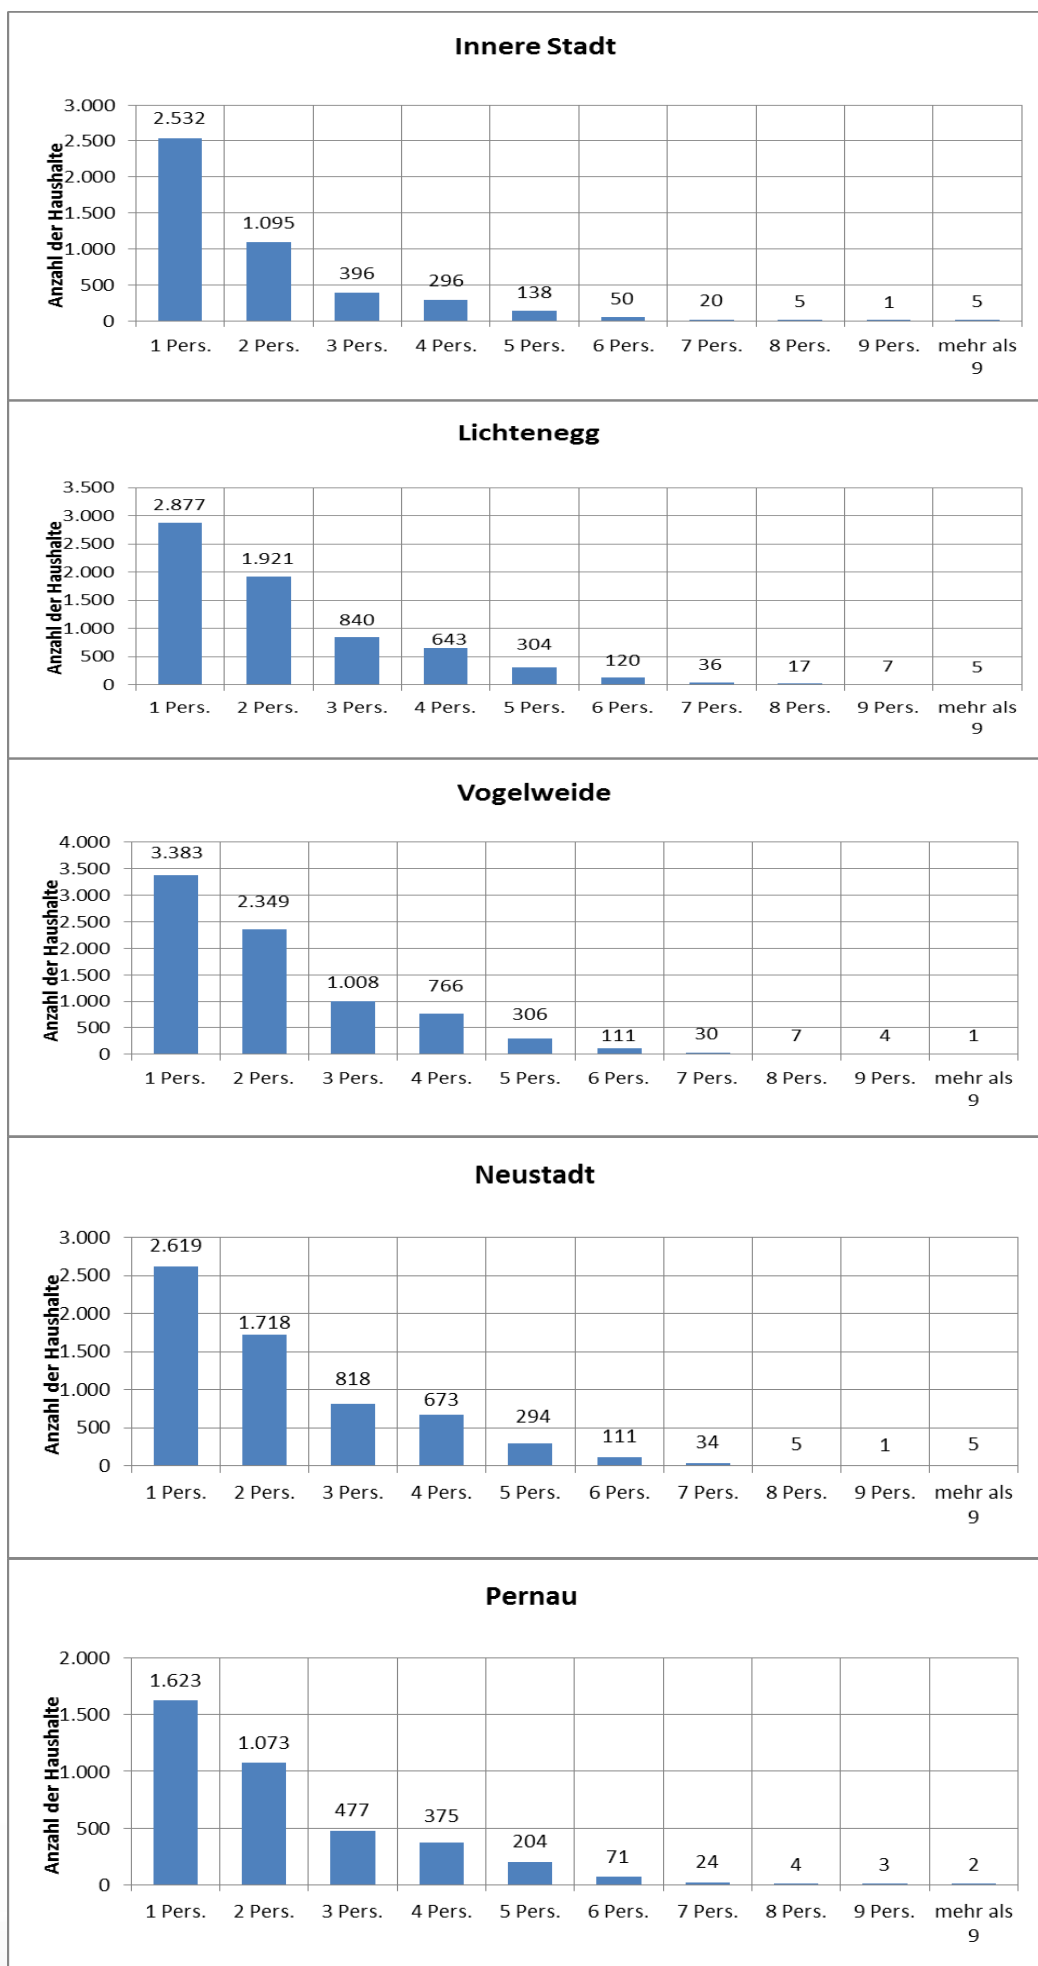 Innere Stadt
Anzahl der Haushalte
3.000
2.500
2.000
1.500
1.000
500
0
2.532
1.095
396
296
138
50
20
5
1
5
1 Pers.
2 Pers.
3 Pers.
4 Pers.
5 Pers.
6 Pers.
7 Pers.
8 Pers.
9 Pers.
mehr als
9
Lichtenegg
Anzahl der Haushalte
3.500
3.000
2.500
2.000
1.500
1.000
500
0
2.877
1.921
840
643
304
120
36
17
7
5
1 Pers.
2 Pers.
3 Pers.
4 Pers.
5 Pers.
6 Pers.
7 Pers.
8 Pers.
9 Pers.
mehr als
9
Vogelweide
Anzahl der Haushalte
4.000
3.500
3.000
2.500
2.000
1.500
1.000
500
0
3.383
2.349
1.008
766
306
111
30
7
4
1
1 Pers.
2 Pers.
3 Pers.
4 Pers.
5 Pers.
6 Pers.
7 Pers.
8 Pers.
9 Pers.
mehr als
9
Neustadt
Anzahl der Haushalte
3.000
2.500
2.000
1.500
1.000
500
0
2.619
1.718
818
673
294
111
34
5
1
5
1 Pers.
2 Pers.
3 Pers.
4 Pers.
5 Pers.
6 Pers.
7 Pers.
8 Pers.
9 Pers.
mehr als
9
Pernau
Anzahl der Haushalte
2.000
1.500
1.000
500
0
1.623
1.073
477
375
204
71
24
4
3
2
1 Pers.
2 Pers.
3 Pers.
4 Pers.
5 Pers.
6 Pers.
7 Pers.
8 Pers.
9 Pers.
mehr als
9